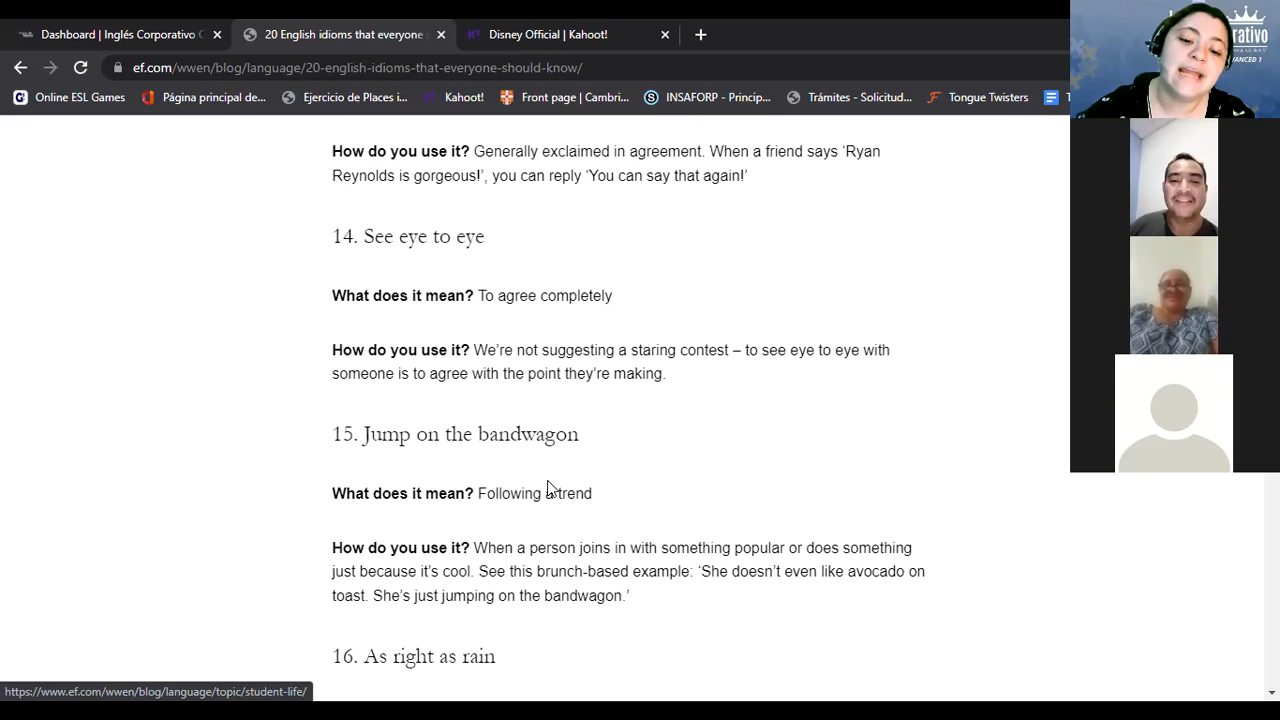 Dashboard | Inglés Corporativo
20 English idioms that everyone
Disney Official | Kahoot!
ef.com/wwen/blog/language/20-english-idioms-that-everyone-should-know/
Online ESL Games
Página principal de...
Ejercicio de Places i...
Kahoot!
Front page | Cambri...
INSAFORP - Princip...
Trámites - Solicitud...
Tongue Twisters
How do you use it? Generally exclaimed in agreement. When a friend says ‘Ryan
Reynolds is gorgeous!’, you can reply ‘You can say that again!’
14. See eye to eye
What does it mean? To agree completely
How do you use it? We’re not suggesting a staring contest – to see eye to eye with
someone is to agree with the point they’re making.
15. Jump on the bandwagon
What does it mean? Following a trend
How do you use it? When a person joins in with something popular or does something
just because it’s cool. See this brunch-based example: ‘She doesn’t even like avocado on
toast. She’s just jumping on the bandwagon.’
16. As right as rain
https://www.ef.com/wwen/blog/language/topic/student-life/